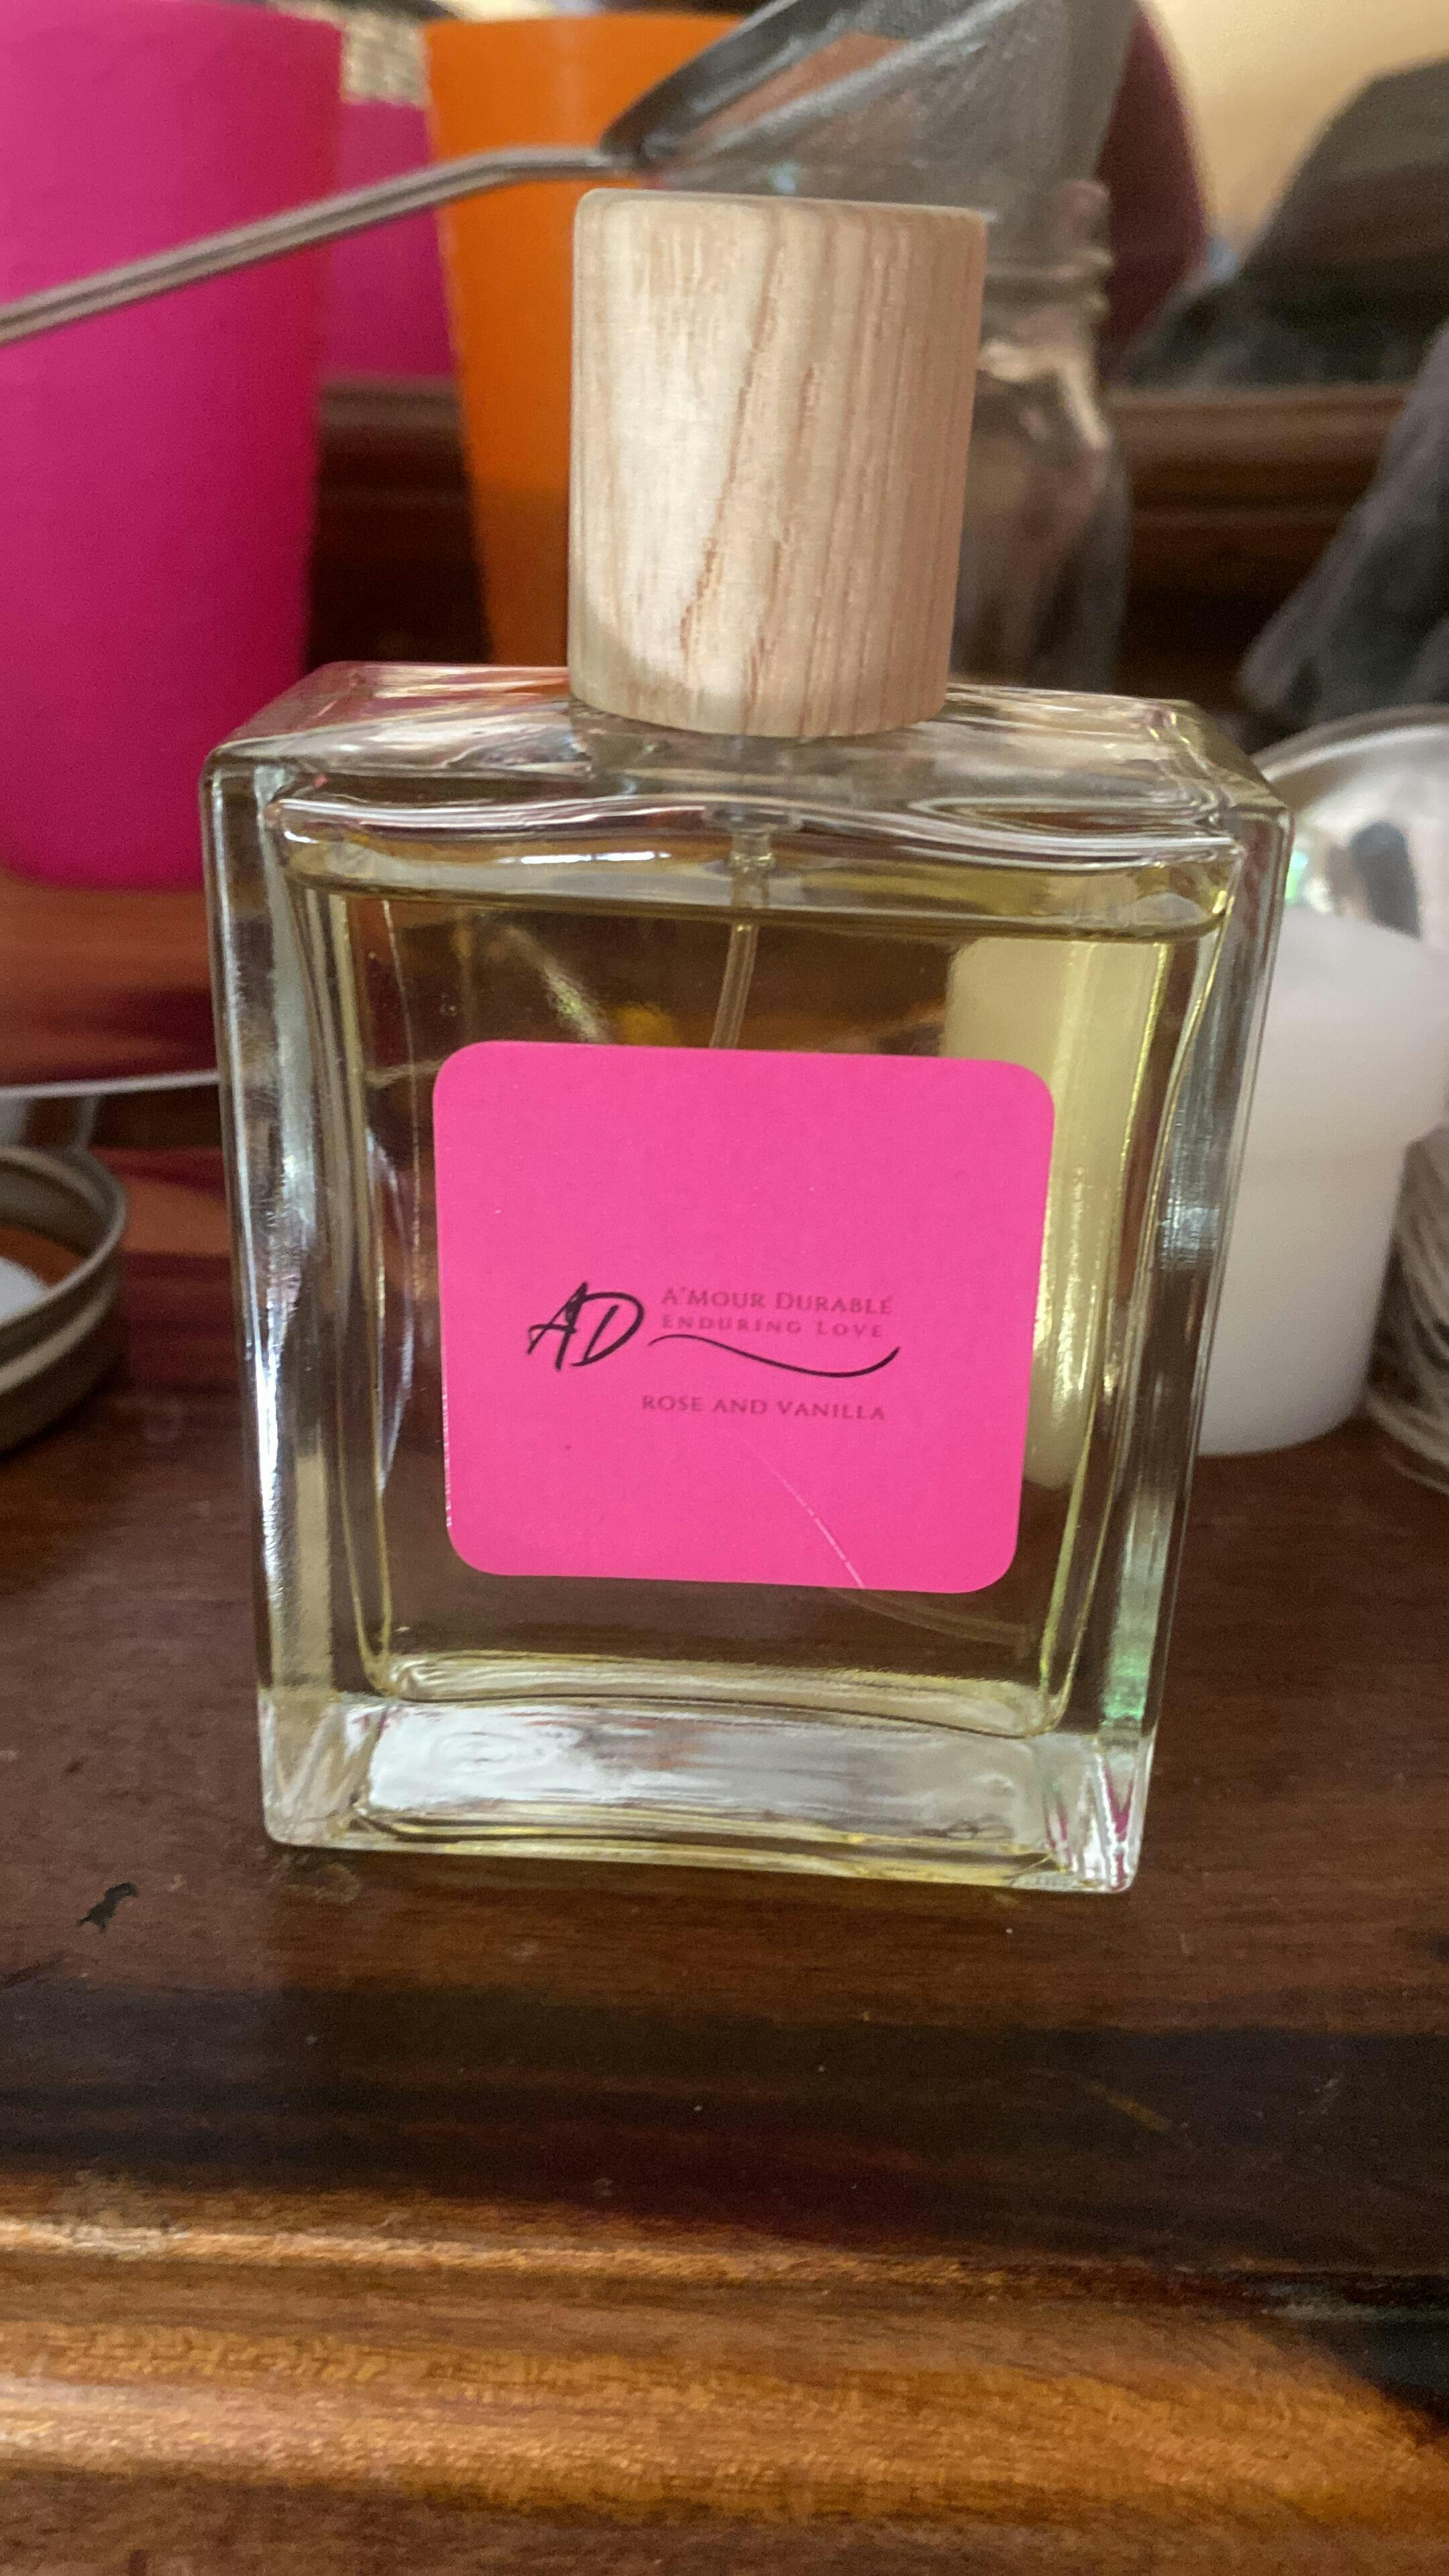 AD
A'MOUR DURABLÉ
ENDURING LOVE
ROSE AND VANILLA